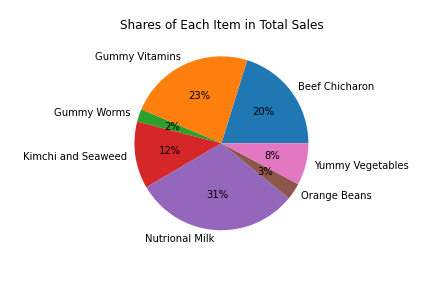 Shares of Each Item in Total Sales
Gummy Vitamins
Beef Chicharon
23%
20%
Gummy Worms
2%
Kimchi and Seaweed
12%
8%
Yummy Vegetables
3%
Orange Beans
31%
Nutrional Milk